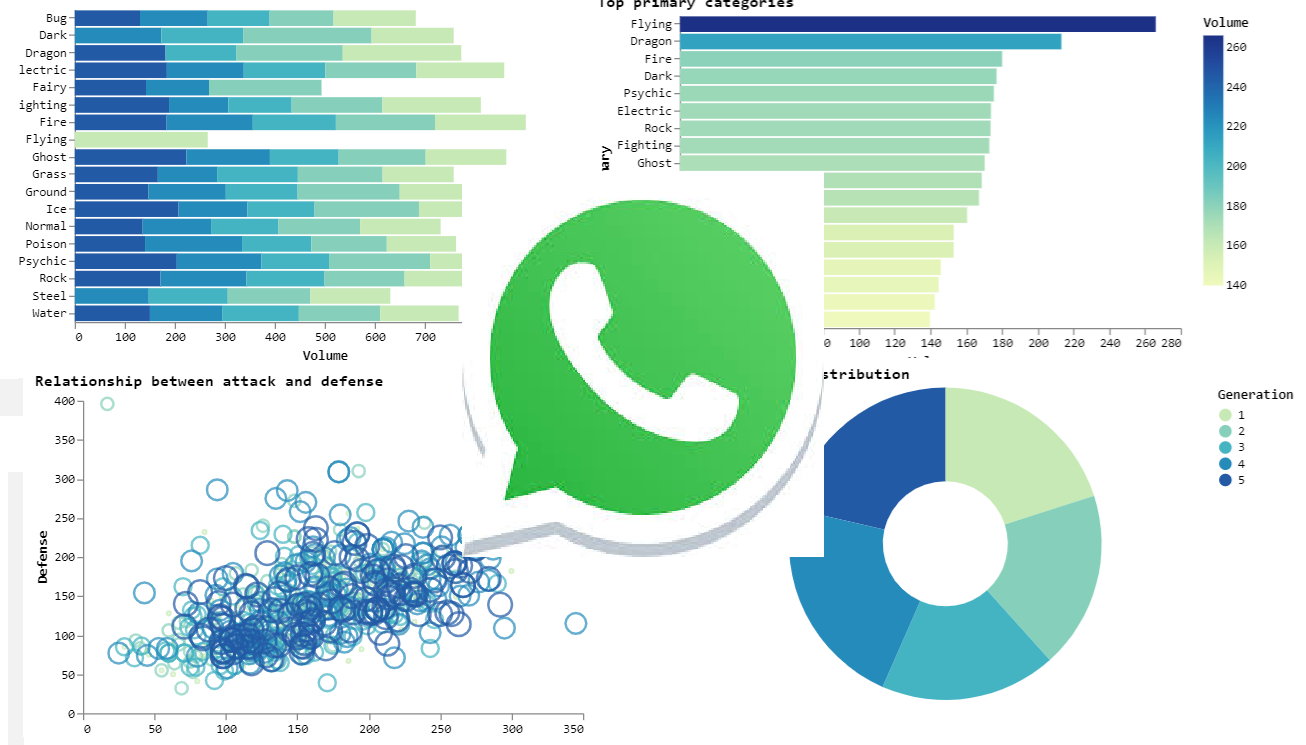 Top primary categories
Bug
Dark
Dragon
lectric
Fairy
ighting
Fire
Flying
Ghost
Grass
Ground
Ice
Normal
Poison
Psychic
Rock
Steel
Water
0 100 200 300 400 500 600 700
Volume
Flying
Dragon
Fire
Dark
Psychic
Electric
Rock
Fighting
Ghost
ary
0 100 120 140 160 180 200 220 240 260 280
Volume
260
240
220
200
180
160
140
Relationship between attack and defense
400
350
300
250
200
150
100
50
0
Defense
0 50 100 150 200 250 300 350
stribution
Generation
1
2
3
4
5